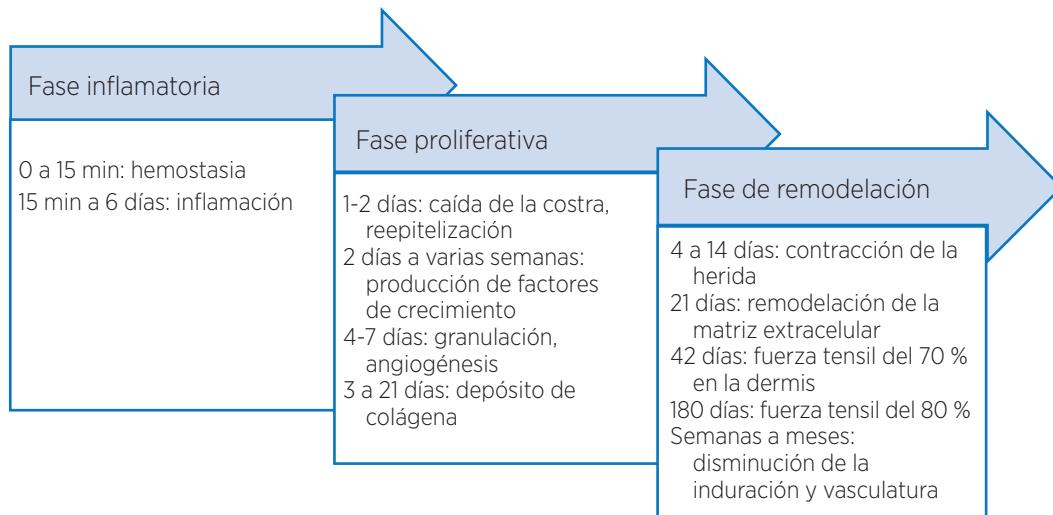 Fase inflamatoria
0 a 15 min: hemostasia
15 min a 6 días: inflamación
Fase proliferativa
1-2 días: caída de la costra,
reepitelización
2 días a varias semanas:
producción de factores
de crecimiento
4-7 días: granulación,
angiogénesis
3 a 21 días: depósito de
colágena
Fase de remodelación
4 a 14 días: contracción de la
herida
21 días: remodelación de la
matriz extracelular
42 días: fuerza tensil del 70 %
en la dermis
180 días: fuerza tensil del 80 %
Semanas a meses:
disminución de la
induración y vasculatura